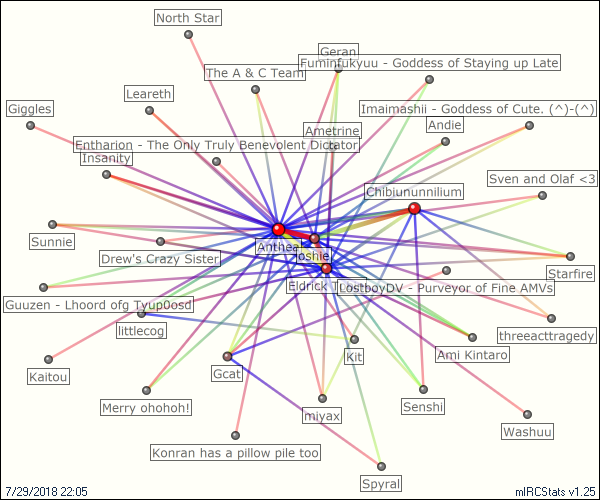 North Star
Geran
Fuminfukyuu - Goddess of Staying up Late
The A & C Team
Leareth
Giggles
Imaimashii - Goddess of Cute. (^)-(^)
Andie
Ametrine
Entharion - The Only Truly Benevolent Dictator
Insanity
Sven and Olaf <3
Chibiununnilium
Sunnie
Anthea
Joshie
Drew's Crazy Sister
Starfire
Eldrick
LostboyDV - Purveyor of Fine AMVs
Guuzen - Lhoord ofg Tyup0osd
littlecog
threeacttragedy
Kit
Ami Kintaro
Kaitou
Gcat
Merry ohohoh!
Senshi
miyax
Washuu
Konran has a pillow pile too
Spyral
7/29/2018 22:05
mIRCStats v1.25